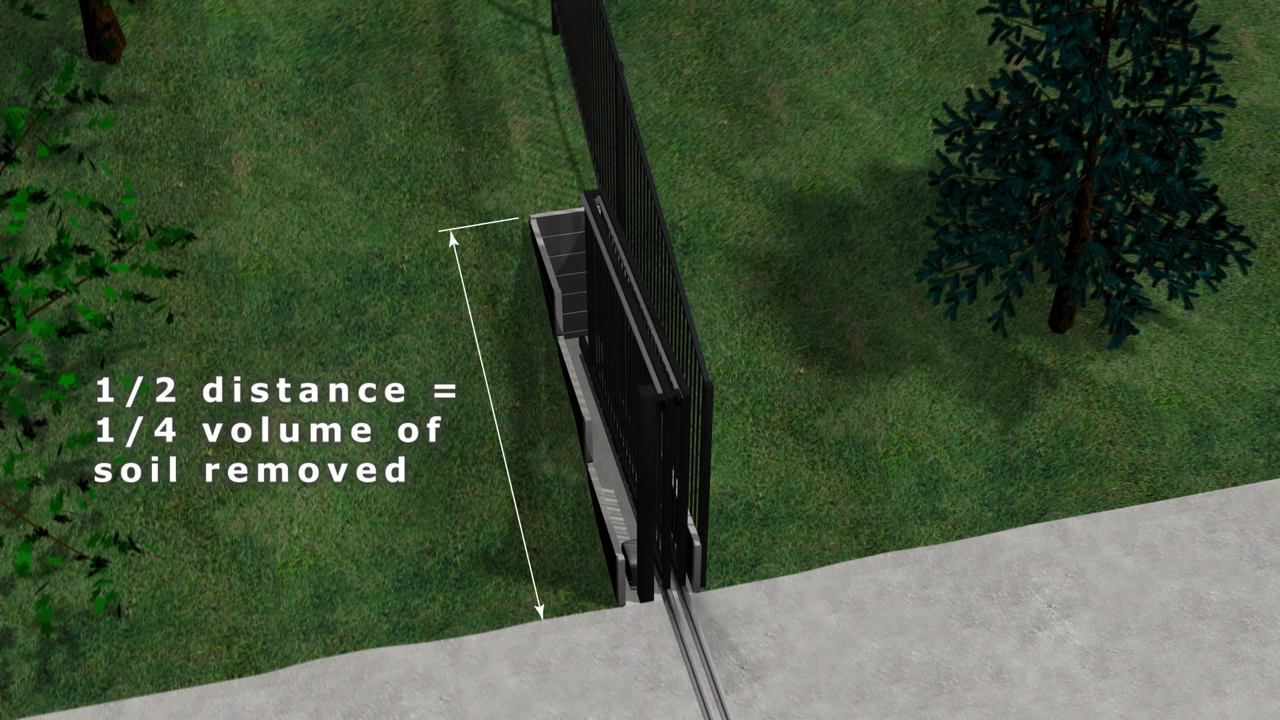 1/2 distance =
1/4 volume of
soil removed